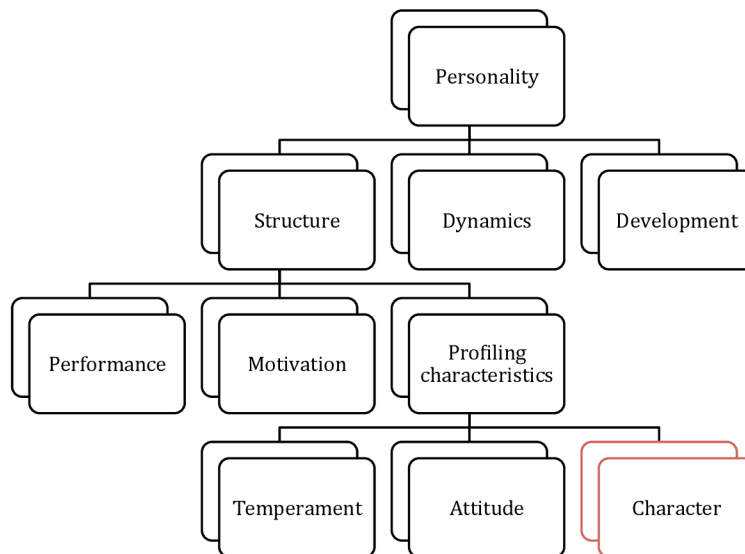 Personality
Structure
Dynamics
Development
Performance
Motivation
Profiling
characteristics
Temperament
Attitude
Character